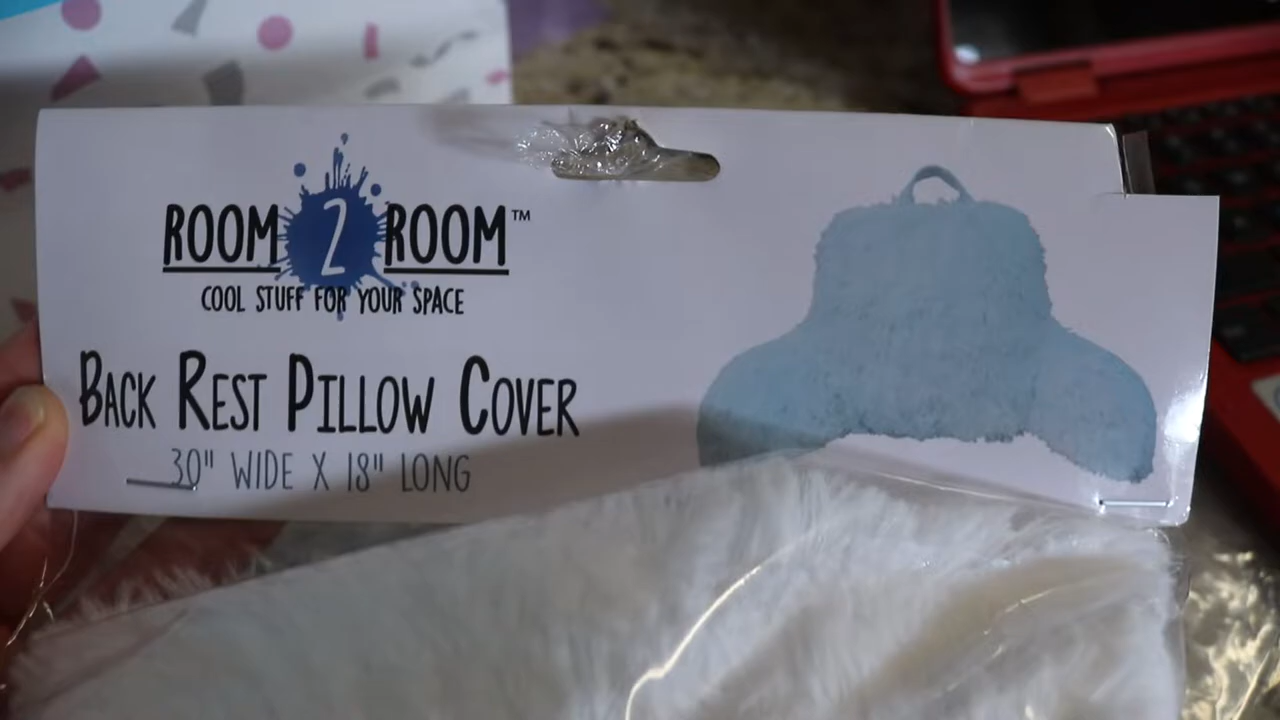 ROOM 2 ROOM™
COOL STUFF FOR YOUR SPACE
BACK REST PILLOW COVER
30" WIDE X 18" LONG